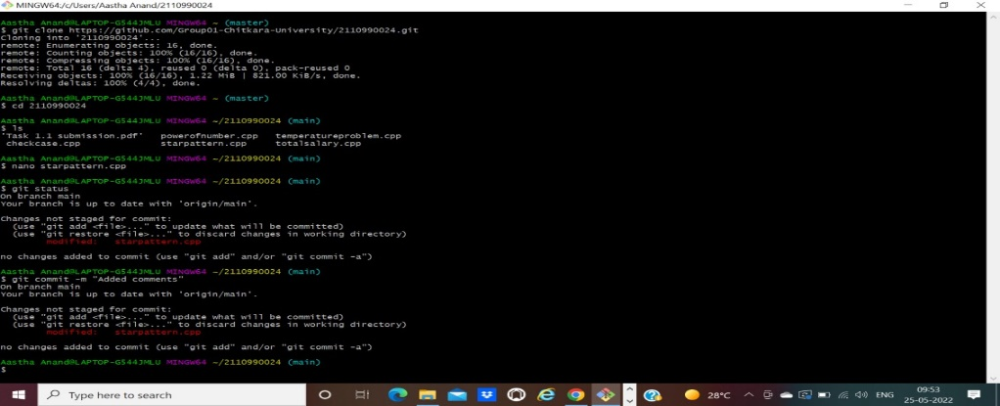 MINGW64:/c/Users/Aastha Anand/2110990024
Aastha Anand@LAPTOP-G544JMLU MINGW64 ~ (master)
$ git clone https://github.com/Group01-Chitkara-University/2110990024.git
Cloning into '2110990024'...
remote: Enumerating objects: 16, done.
remote: Counting objects: 100% (16/16), done.
remote: Compressing objects: 100% (16/16), done.
remote: Total 16 (delta 4), reused 0 (delta 0), pack-reused 0
Receiving objects: 100% (16/16), 1.22 MiB | 821.00 KiB/s, done.
Resolving deltas: 100% (4/4), done.
Aastha Anand@LAPTOP-G544JMLU MINGW64 ~ (master)
$ cd 2110990024
Aastha Anand@LAPTOP-G544JMLU MINGW64 ~/2110990024 (main)
$ ls
'Task 1.1 submission.pdf' powerofnumber.cpp temperatureproblem.cpp
checkcase.cpp starpattern.cpp totalsalary.cpp
Aastha Anand@LAPTOP-G544JMLU MINGW64 ~/2110990024 (main)
$ nano starpattern.cpp
Aastha Anand@LAPTOP-G544JMLU MINGW64 ~/2110990024 (main)
$ git status
On branch main
Your branch is up to date with 'origin/main'.
Changes not staged for commit:
(use "git add <file>..." to update what will be committed)
(use "git restore <file>..." to discard changes in working directory)
modified: starpattern.cpp
no changes added to commit (use "git add" and/or "git commit -a")
Aastha Anand@LAPTOP-G544JMLU MINGW64 ~/2110990024 (main)
$ git commit -m "Added comments"
On branch main
Your branch is up to date with 'origin/main'.
Changes not staged for commit:
(use "git add <file>..." to update what will be committed)
(use "git restore <file>..." to discard changes in working directory)
modified: starpattern.cpp
no changes added to commit (use "git add" and/or "git commit -a")
Aastha Anand@LAPTOP-G544JMLU MINGW64 ~/2110990024 (main)
$
Type here to search
28°C
ENG
09:53
25-05-2022